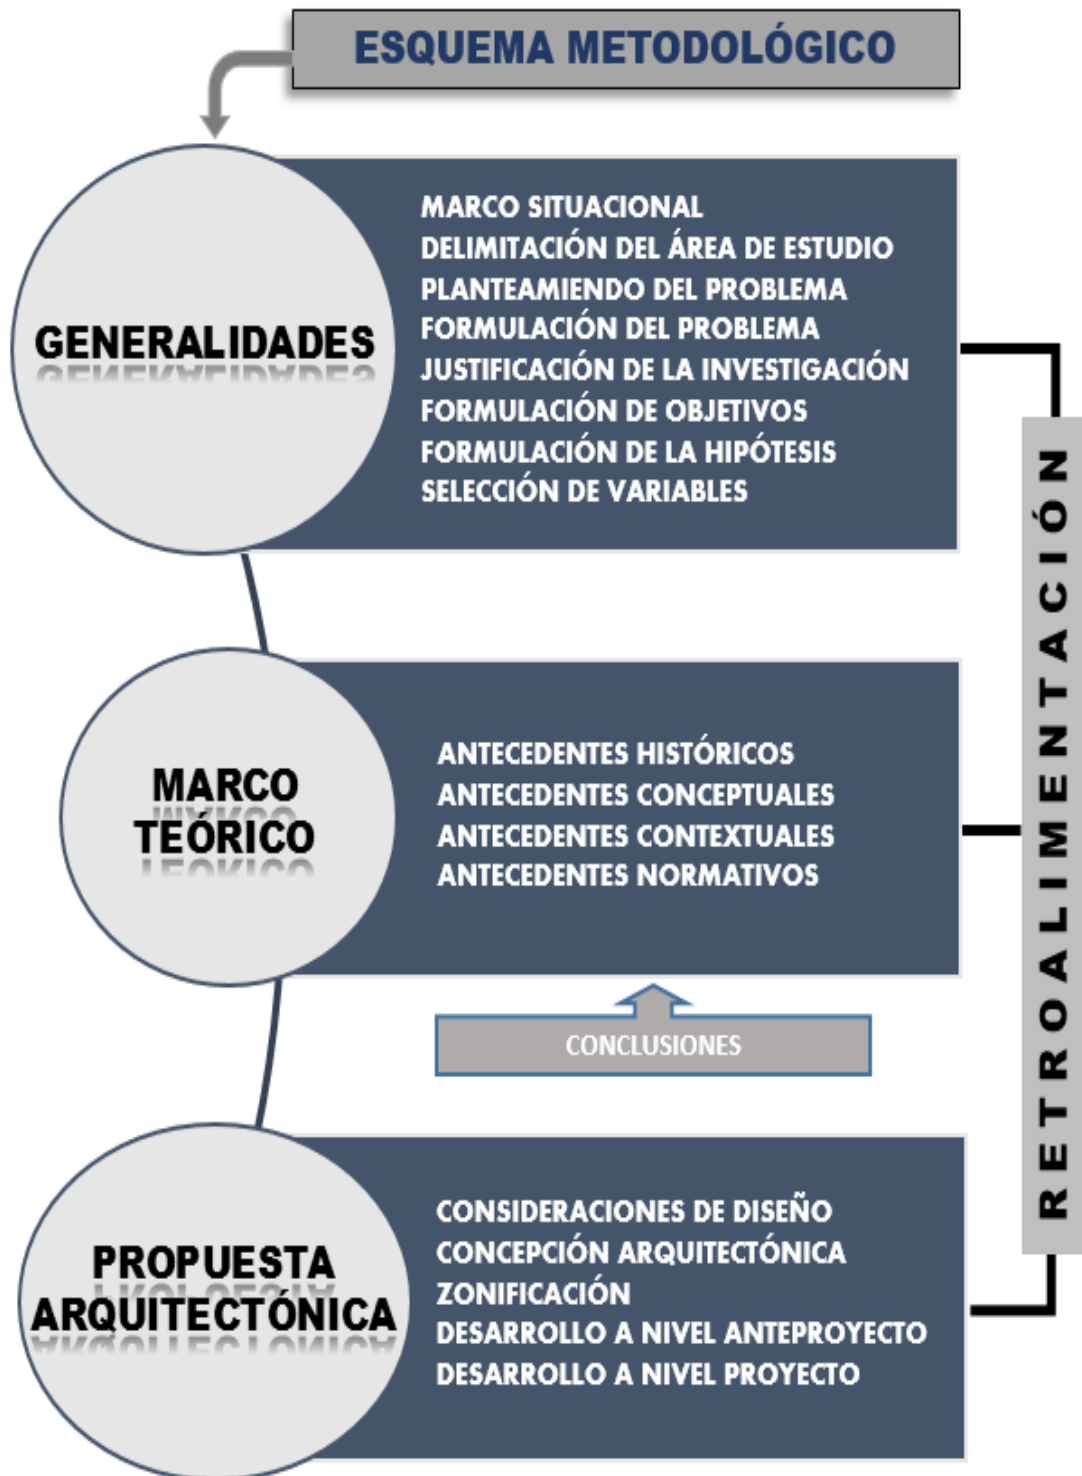 ESQUEMA METODOLÓGICO
GENERALIDADES
MARCO SITUACIONAL
DELIMITACIÓN DEL ÁREA DE ESTUDIO
PLANTEAMIENDO DEL PROBLEMA
FORMULACIÓN DEL PROBLEMA
JUSTIFICACIÓN DE LA INVESTIGACIÓN
FORMULACIÓN DE OBJETIVOS
FORMULACIÓN DE LA HIPÓTESIS
SELECCIÓN DE VARIABLES
MARCO
TEÓRICO
ANTECEDENTES HISTÓRICOS
ANTECEDENTES CONCEPTUALES
ANTECEDENTES CONTEXTUALES
ANTECEDENTES NORMATIVOS
CONCLUSIONES
PROPUESTA
ARQUITECTÓNICA
CONSIDERACIONES DE DISEÑO
CONCEPCIÓN ARQUITECTÓNICA
ZONIFICACIÓN
DESARROLLO A NIVEL ANTEPROYECTO
DESARROLLO A NIVEL PROYECTO
RETROALIMENTACIÓN